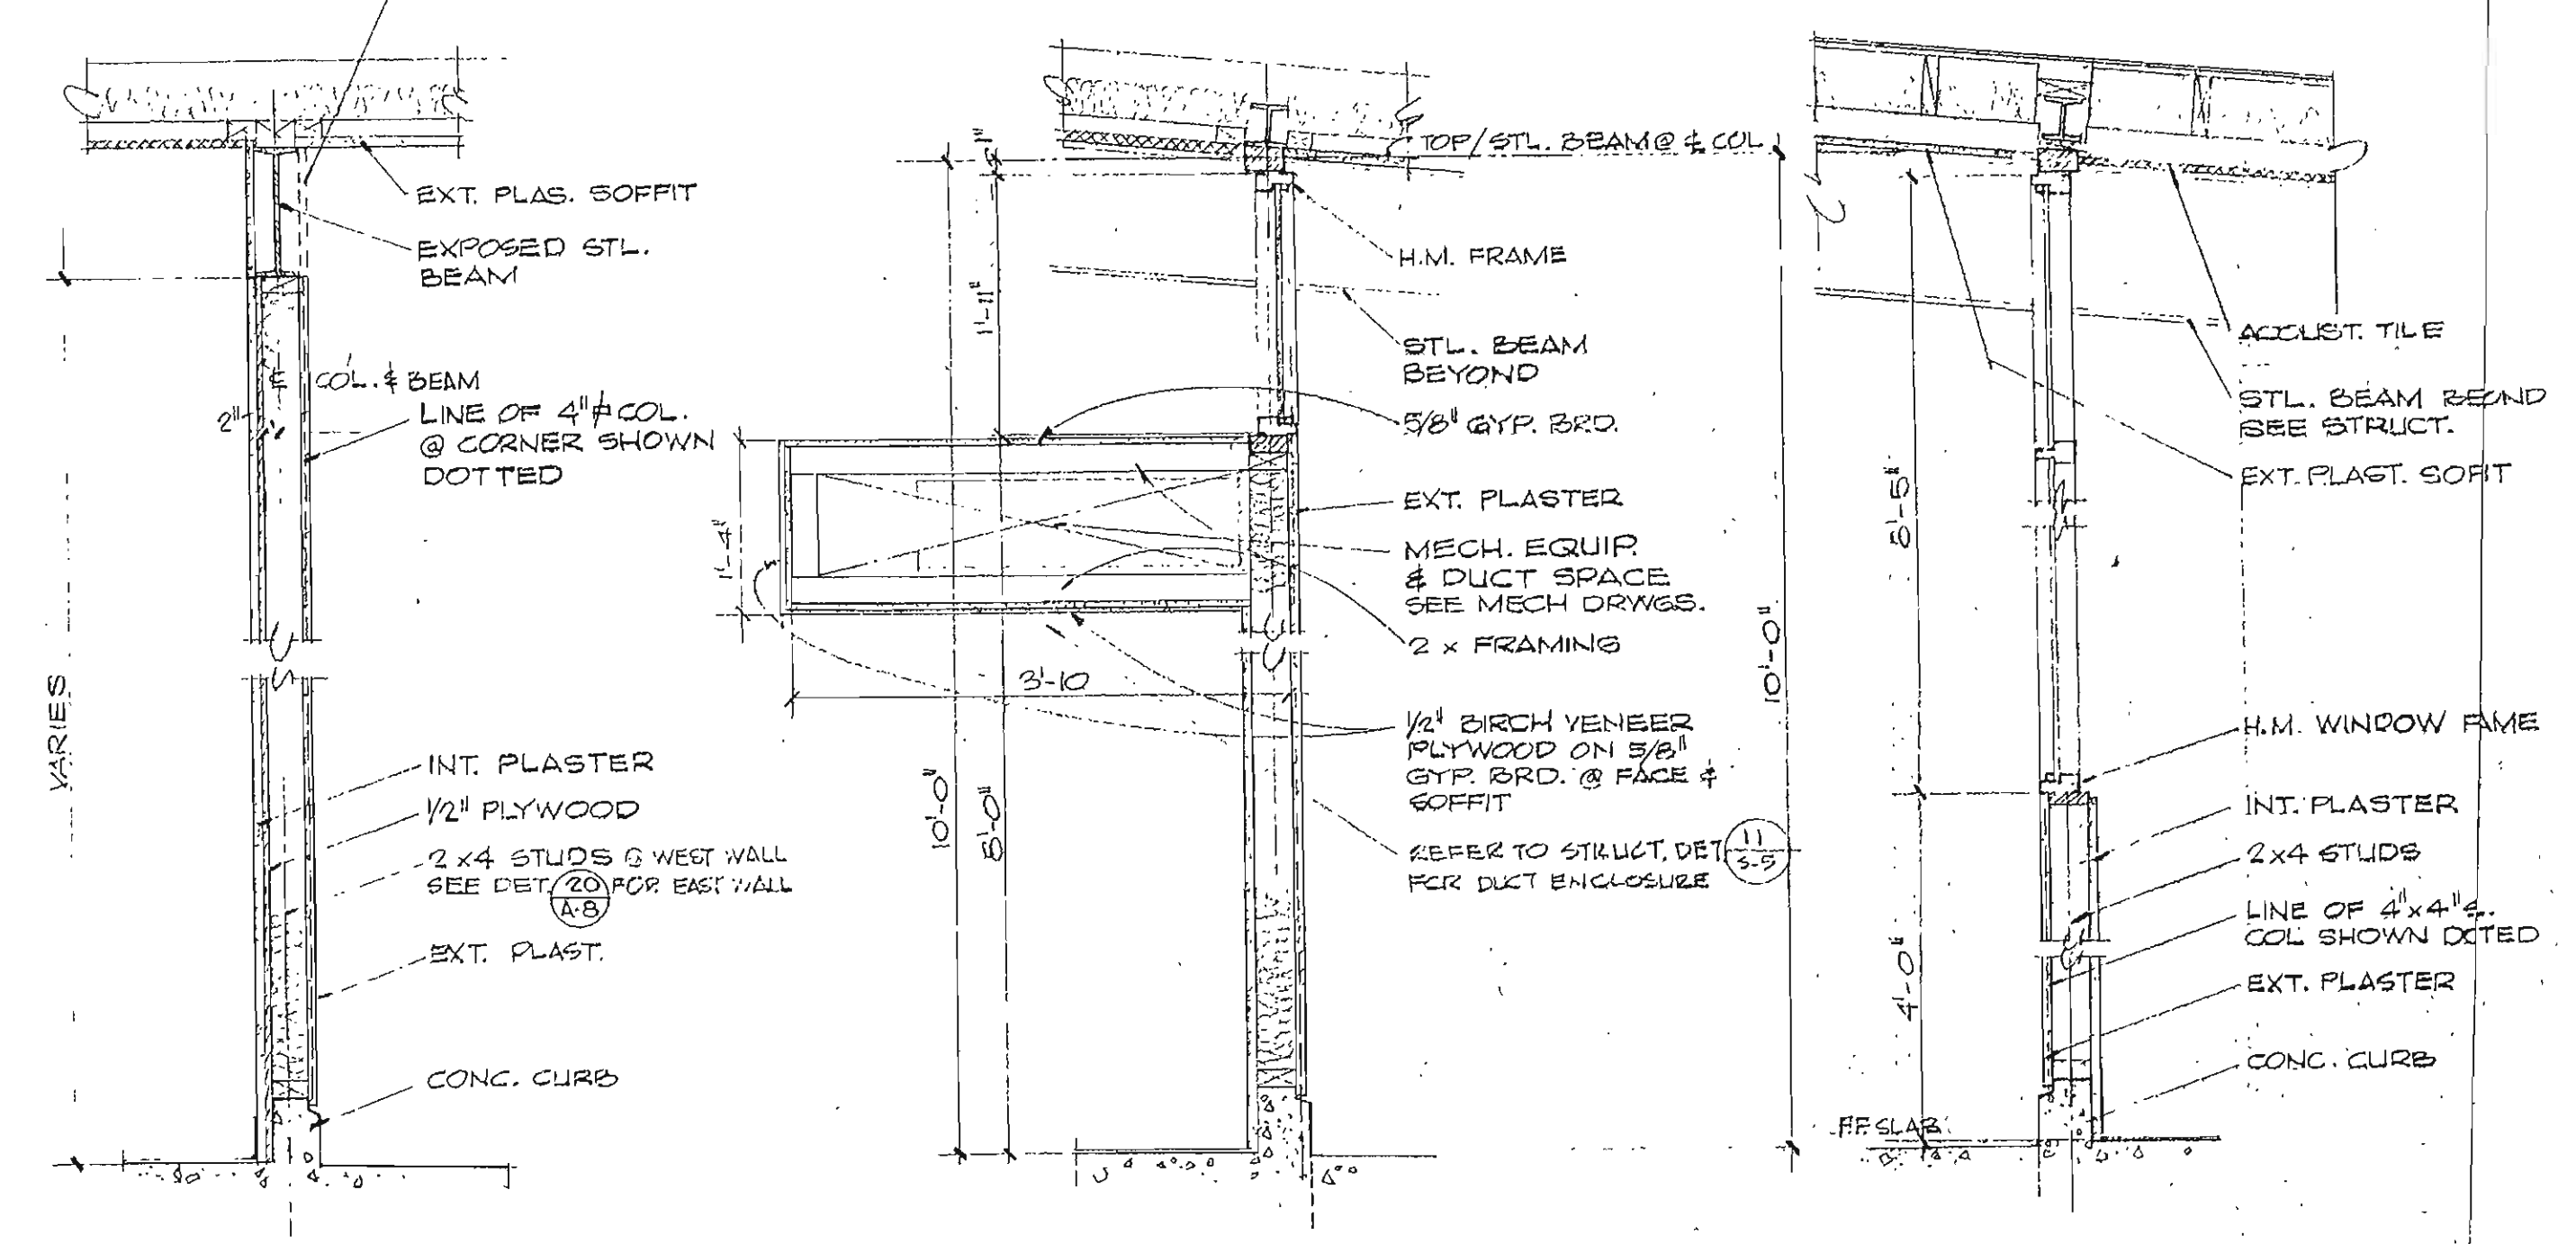 EXT. PLAS. SOFFIT
EXPOSED STL.
BEAM
℄ COL. & BEAM
2"
LINE OF 4"⌀ COL.
@ CORNER SHOWN
DOTTED
VARIES
INT. PLASTER
1/2" PLYWOOD
2 x4 STUDS @ WEST WALL
SEE DET. 20 FOR EAST WALL
A-8
EXT. PLAST.
CONC. CURB
TOP/STL. BEAM @ ℄ COL
H.M. FRAME
1'-11"
STL. BEAM
BEYOND
5/8" GYP. BRD.
EXT. PLASTER
1'-4"
MECH. EQUIP.
& DUCT SPACE
SEE MECH DRWGS.
2 x FRAMING
3'-10
1/2" BIRCH VENEER
PLYWOOD ON 5/8"
GYP. BRD. @ FACE &
SOFFIT
10'-0"
8'-0"
REFER TO STRUCT. DET. 11
S-5
FOR DUCT ENCLOSURE
10'-0"
ACOUST. TILE
STL. BEAM BEOND
SEE STRUCT.
EXT. PLAST. SOFIT
H.M. WINDOW FAME
INT. PLASTER
2x4 STUDS
LINE OF 4"x4"
COL SHOWN DOTED
EXT. PLASTER
4'-0"
CONC. CURB
F.F. SLAB